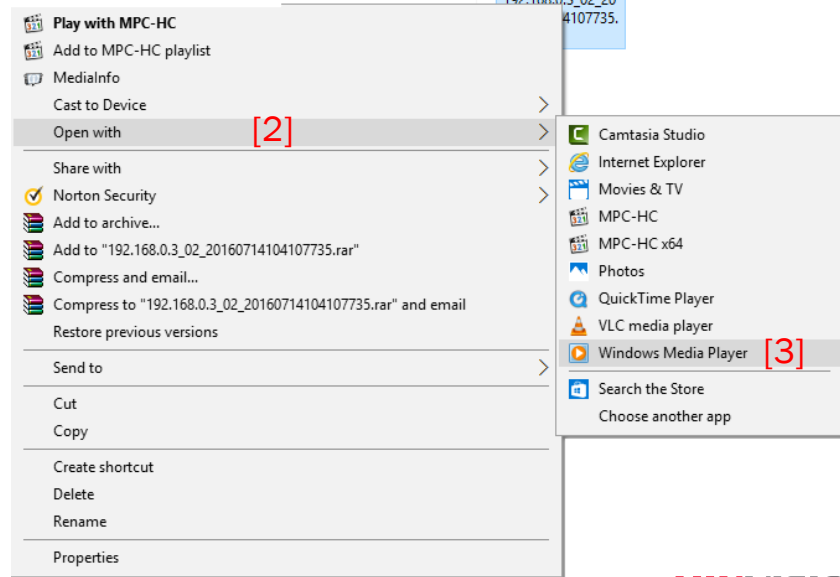 4107735.
Play with MPC-HC
Add to MPC-HC playlist
MediaInfo
Cast to Device
Open with [2]
Share with
Norton Security
Add to archive...
Add to "192.168.0.3_02_20160714104107735.rar"
Compress and email...
Compress to "192.168.0.3_02_20160714104107735.rar" and email
Restore previous versions
Send to
Cut
Copy
Create shortcut
Delete
Rename
Properties
Camtasia Studio
Internet Explorer
Movies & TV
MPC-HC
MPC-HC x64
Photos
QuickTime Player
VLC media player
Windows Media Player [3]
Search the Store
Choose another app